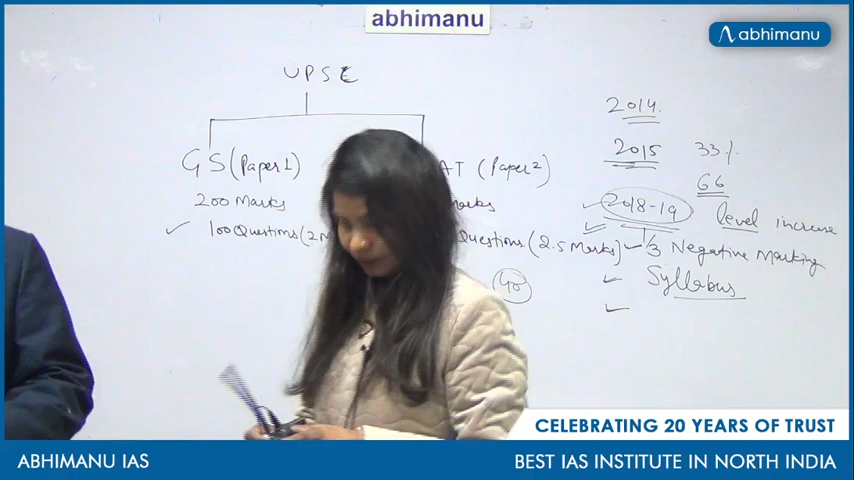 abhimanu
abhimanu
UPSC
GS (Paper 1)
AT (Paper 2)
200 Marks
arks
100 Questions (2 M
Questions (2.5 Marks)
2014.
2015 33%
66
2018-19
level increase
1/3 Negative Marking
Syllabus
CELEBRATING 20 YEARS OF TRUST
ABHIMANU IAS
BEST IAS INSTITUTE IN NORTH INDIA